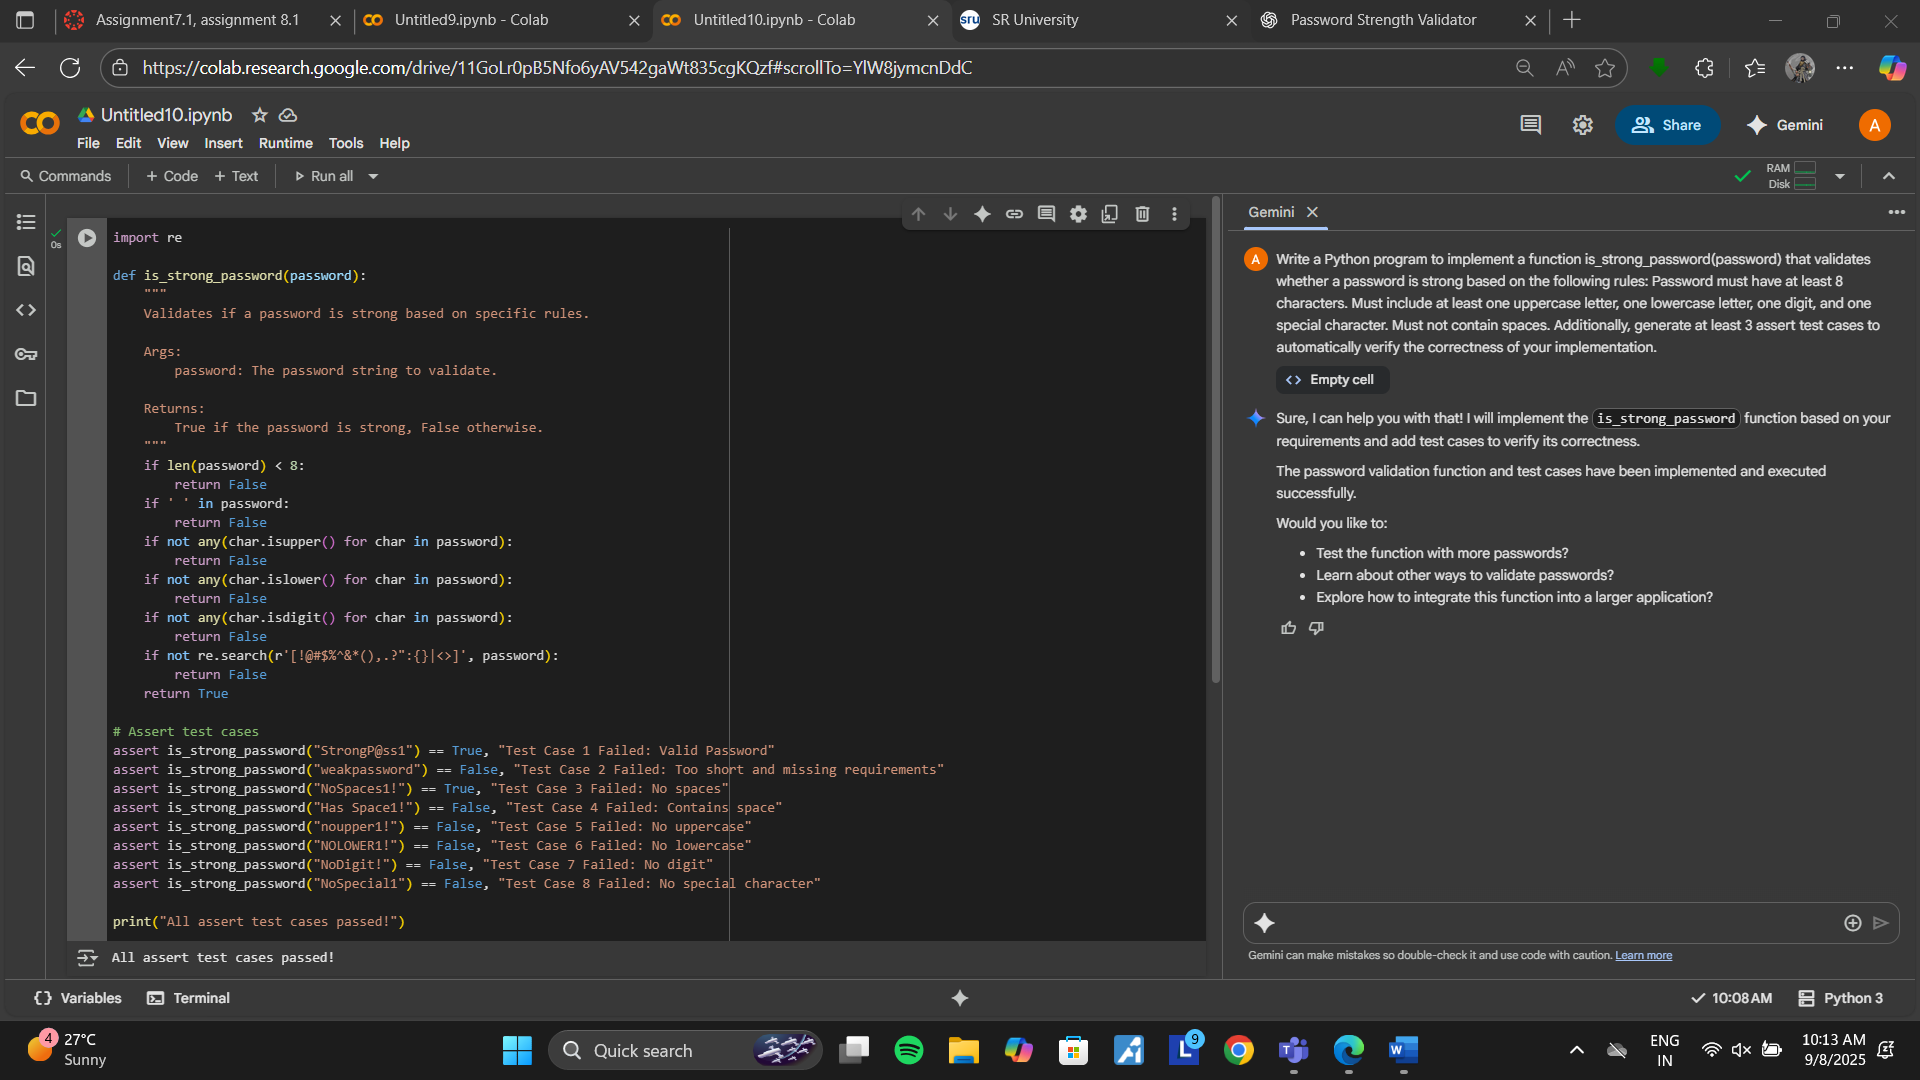 Assignment7.1, assignment 8.1
Untitled9.ipynb - Colab
Untitled10.ipynb - Colab
sru SR University
Password Strength Validator
https://colab.research.google.com/drive/11GoLr0pB5Nfo6yAV542gaWt835cgKQzf#scrollTo=YlW8jymcnDdC
Untitled10.ipynb
File Edit View Insert Runtime Tools Help
Share
Gemini
A
Commands + Code + Text Run all
RAM
Disk
0s
import re
def is_strong_password(password):
"""
Validates if a password is strong based on specific rules.
Args:
password: The password string to validate.
Returns:
True if the password is strong, False otherwise.
"""
if len(password) < 8:
return False
if ' ' in password:
return False
if not any(char.isupper() for char in password):
return False
if not any(char.islower() for char in password):
return False
if not any(char.isdigit() for char in password):
return False
if not re.search(r'[!@#$%^&*(),.?":{}|<>]', password):
return False
return True
# Assert test cases
assert is_strong_password("StrongP@ss1") == True, "Test Case 1 Failed: Valid Password"
assert is_strong_password("weakpassword") == False, "Test Case 2 Failed: Too short and missing requirements"
assert is_strong_password("NoSpaces1!") == True, "Test Case 3 Failed: No spaces"
assert is_strong_password("Has Space1!") == False, "Test Case 4 Failed: Contains space"
assert is_strong_password("noupper1!") == False, "Test Case 5 Failed: No uppercase"
assert is_strong_password("NOLOWER1!") == False, "Test Case 6 Failed: No lowercase"
assert is_strong_password("NoDigit!") == False, "Test Case 7 Failed: No digit"
assert is_strong_password("NoSpecial1") == False, "Test Case 8 Failed: No special character"
print("All assert test cases passed!")
All assert test cases passed!
Gemini
A
Write a Python program to implement a function is_strong_password(password) that validates
whether a password is strong based on the following rules: Password must have at least 8
characters. Must include at least one uppercase letter, one lowercase letter, one digit, and one
special character. Must not contain spaces. Additionally, generate at least 3 assert test cases to
automatically verify the correctness of your implementation.
Empty cell
Sure, I can help you with that! I will implement the is_strong_password function based on your
requirements and add test cases to verify its correctness.
The password validation function and test cases have been implemented and executed
successfully.
Would you like to:
• Test the function with more passwords?
• Learn about other ways to validate passwords?
• Explore how to integrate this function into a larger application?
Gemini can make mistakes so double-check it and use code with caution. Learn more
Variables Terminal
10:08 AM Python 3
4
27°C
Sunny
Quick search
9
ENG
IN
10:13 AM
9/8/2025